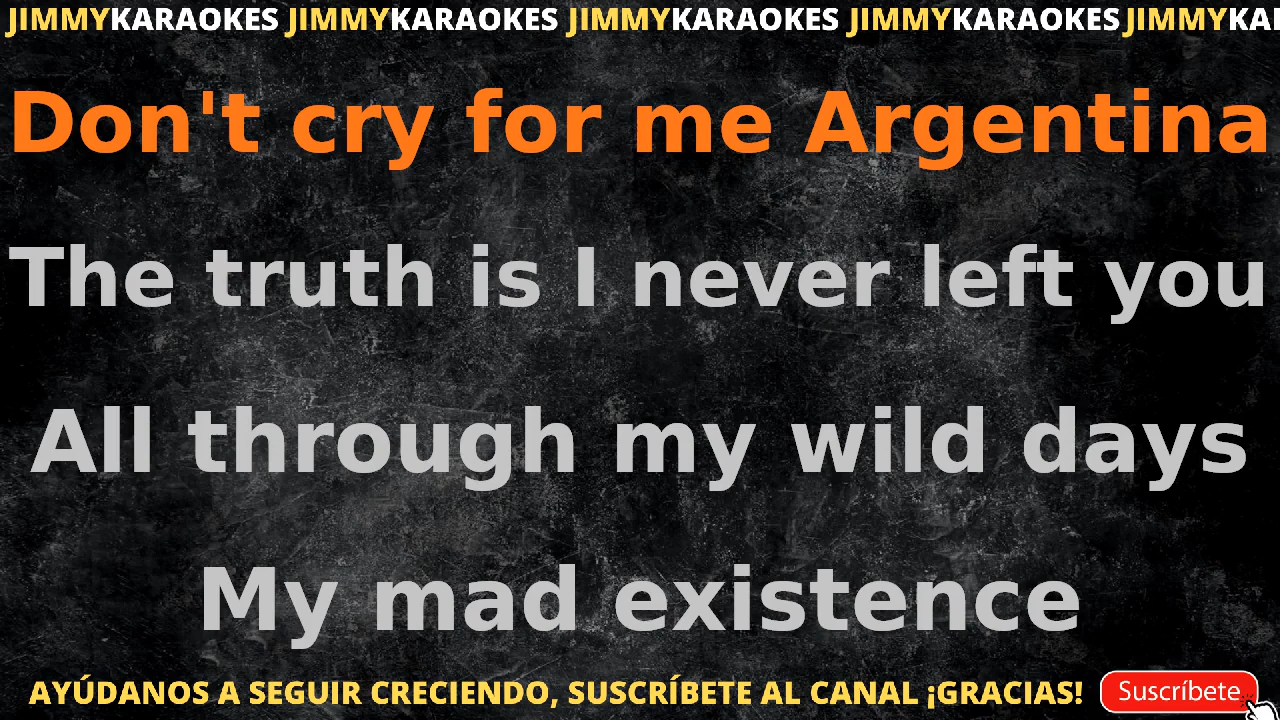 JIMMYKARAOKES JIMMYKARAOKES JIMMYKARAOKES JIMMYKARAOKES JIMMYKA
Don't cry for me Argentina
The truth is I never left you
All through my wild days
My mad existence
AYÚDANOS A SEGUIR CRECIENDO, SUSCRÍBETE AL CANAL ¡GRACIAS! Suscríbete